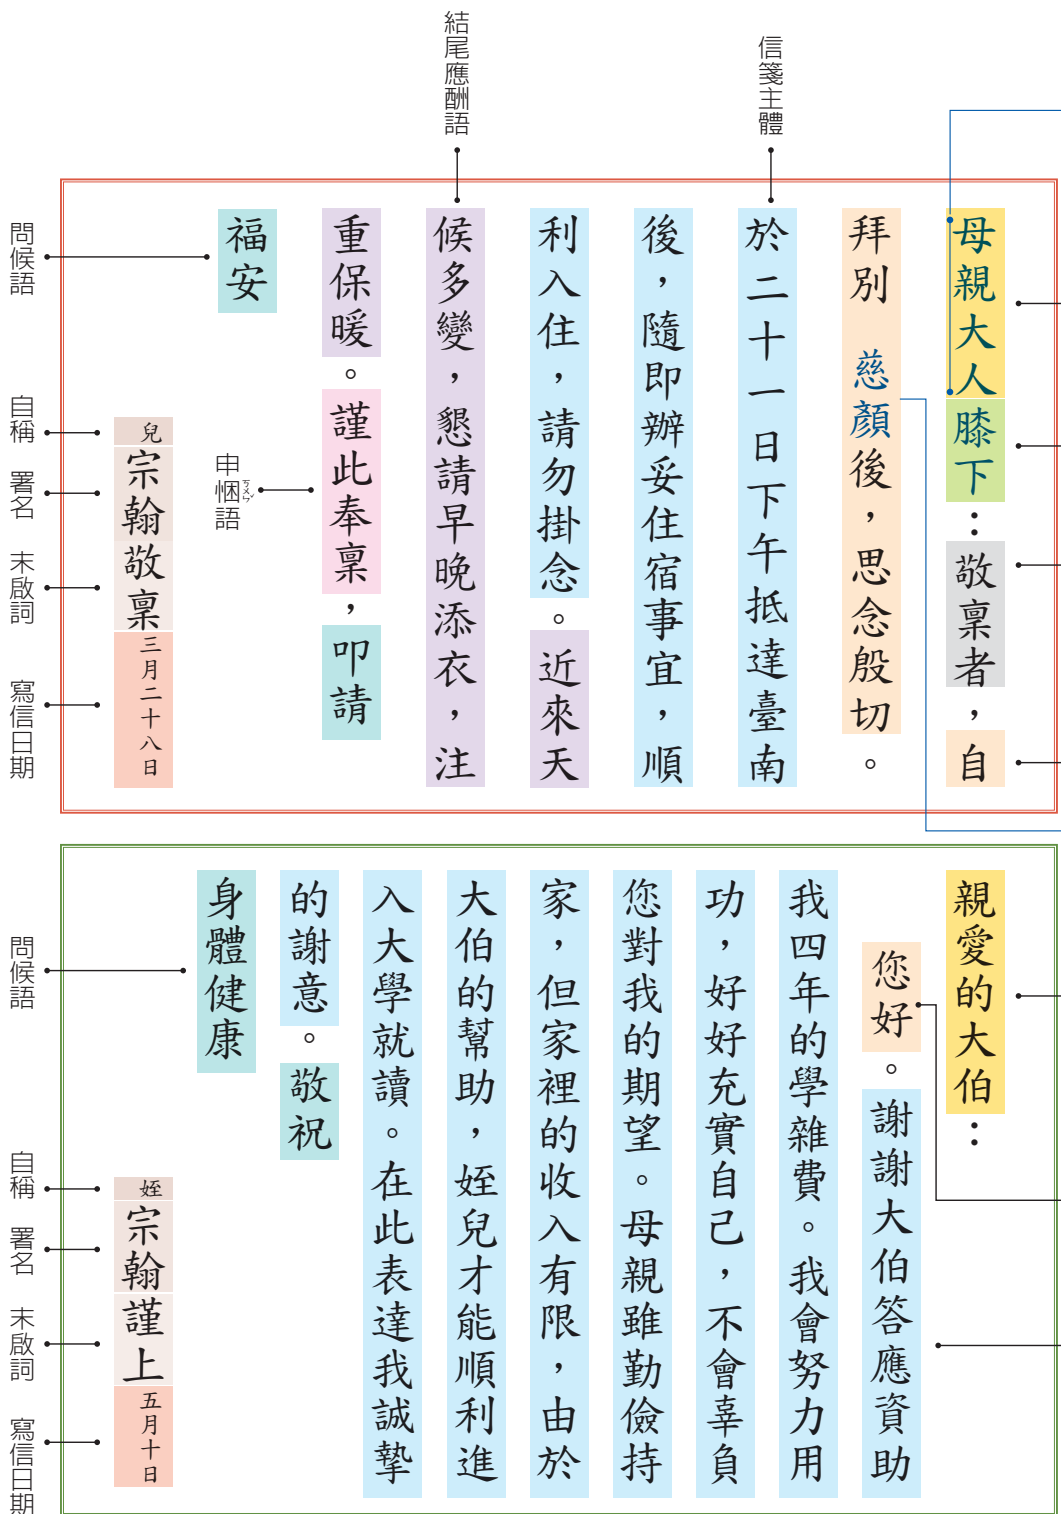 信箋主體
結尾應酬語
母親大人膝下：敬稟者，自
拜別　慈顏後，思念殷切。
於二十一日下午抵達臺南
後，隨即辦妥住宿事宜，順
利入住，請勿掛念。近來天
候多變，懇請早晚添衣，注
重保暖。謹此奉稟，叩請
福安
兒宗翰敬稟三月二十八日
申悃語
ㄎㄨㄣˇ
問候語
自稱
署名
末啟詞
寫信日期
親愛的大伯：
您好。謝謝大伯答應資助
我四年的學雜費。我會努力用
功，好好充實自己，不會辜負
您對我的期望。母親雖勤儉持
家，但家裡的收入有限，由於
大伯的幫助，姪兒才能順利進
入大學就讀。在此表達我誠摯
的謝意。敬祝
身體健康
姪宗翰謹上五月十日
問候語
自稱
署名
末啟詞
寫信日期